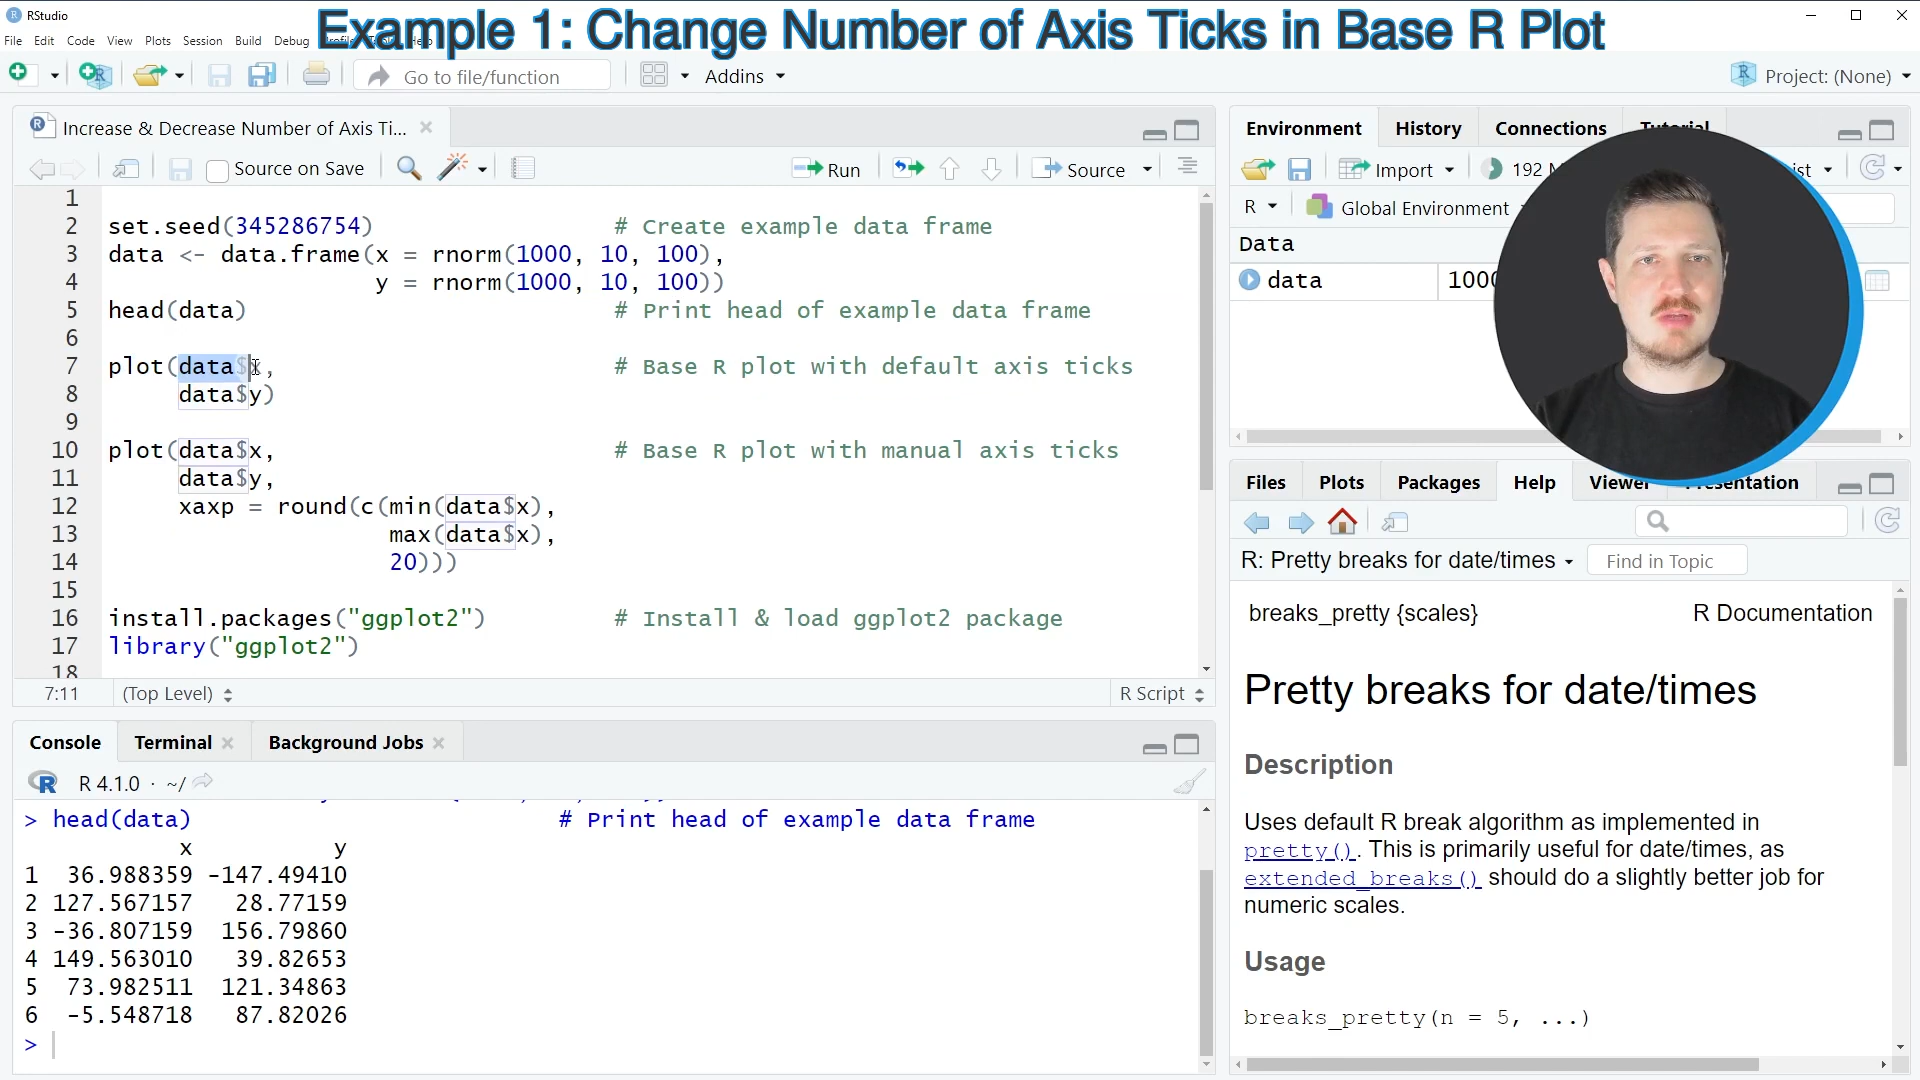 RStudio
Example 1: Change Number of Axis Ticks in Base R Plot
File Edit Code View Plots Session Build Debug
Go to file/function
Addins
Project: (None)
Increase & Decrease Number of Axis Ti...
Source on Save
Run
Source
1
2 set.seed(345286754) # Create example data frame
3 data <- data.frame(x = rnorm(1000, 10, 100),
4 y = rnorm(1000, 10, 100))
5 head(data) # Print head of example data frame
6
7 plot(data$x, # Base R plot with default axis ticks
8 data$y)
9
10 plot(data$x, # Base R plot with manual axis ticks
11 data$y,
12 xaxp = round(c(min(data$x),
13 max(data$x),
14 20)))
15
16 install.packages("ggplot2") # Install & load ggplot2 package
17 library("ggplot2")
18
7:11 (Top Level) R Script
Console Terminal Background Jobs
R 4.1.0 · ~/
> head(data) # Print head of example data frame
x y
1 36.988359 -147.49410
2 127.567157 28.77159
3 -36.807159 156.79860
4 149.563010 39.82653
5 73.982511 121.34863
6 -5.548718 87.82026
>
Environment History Connections Tutorial
Import 192
R Global Environment
Data
data 1000
Files Plots Packages Help Viewer Presentation
R: Pretty breaks for date/times Find in Topic
breaks_pretty {scales} R Documentation
Pretty breaks for date/times
Description
Uses default R break algorithm as implemented in
pretty(). This is primarily useful for date/times, as
extended_breaks() should do a slightly better job for
numeric scales.
Usage
breaks_pretty(n = 5, ...)